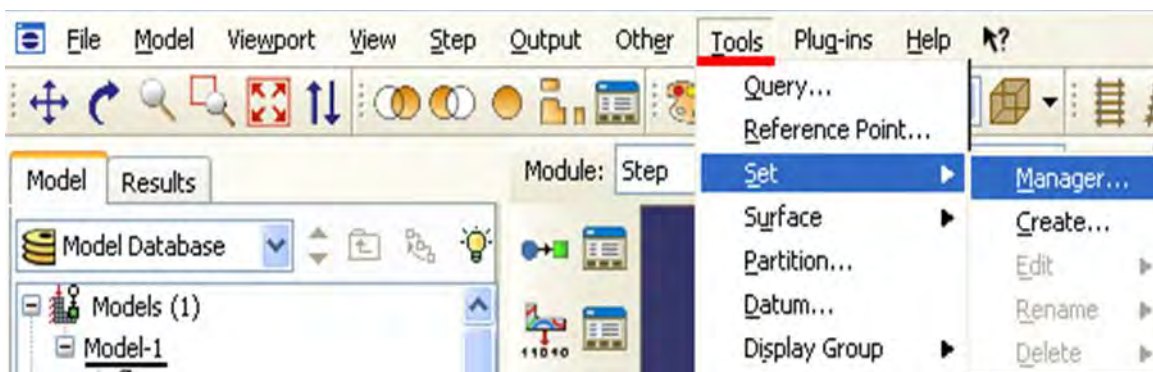 File Model Viewport View Step Output Other Tools Plug-ins Help ?
Query...
Reference Point...
Model Results Module: Step Set Manager...
Surface Create...
Model Database Partition... Edit
Models (1) Datum... Rename
Model-1 11010 Display Group Delete